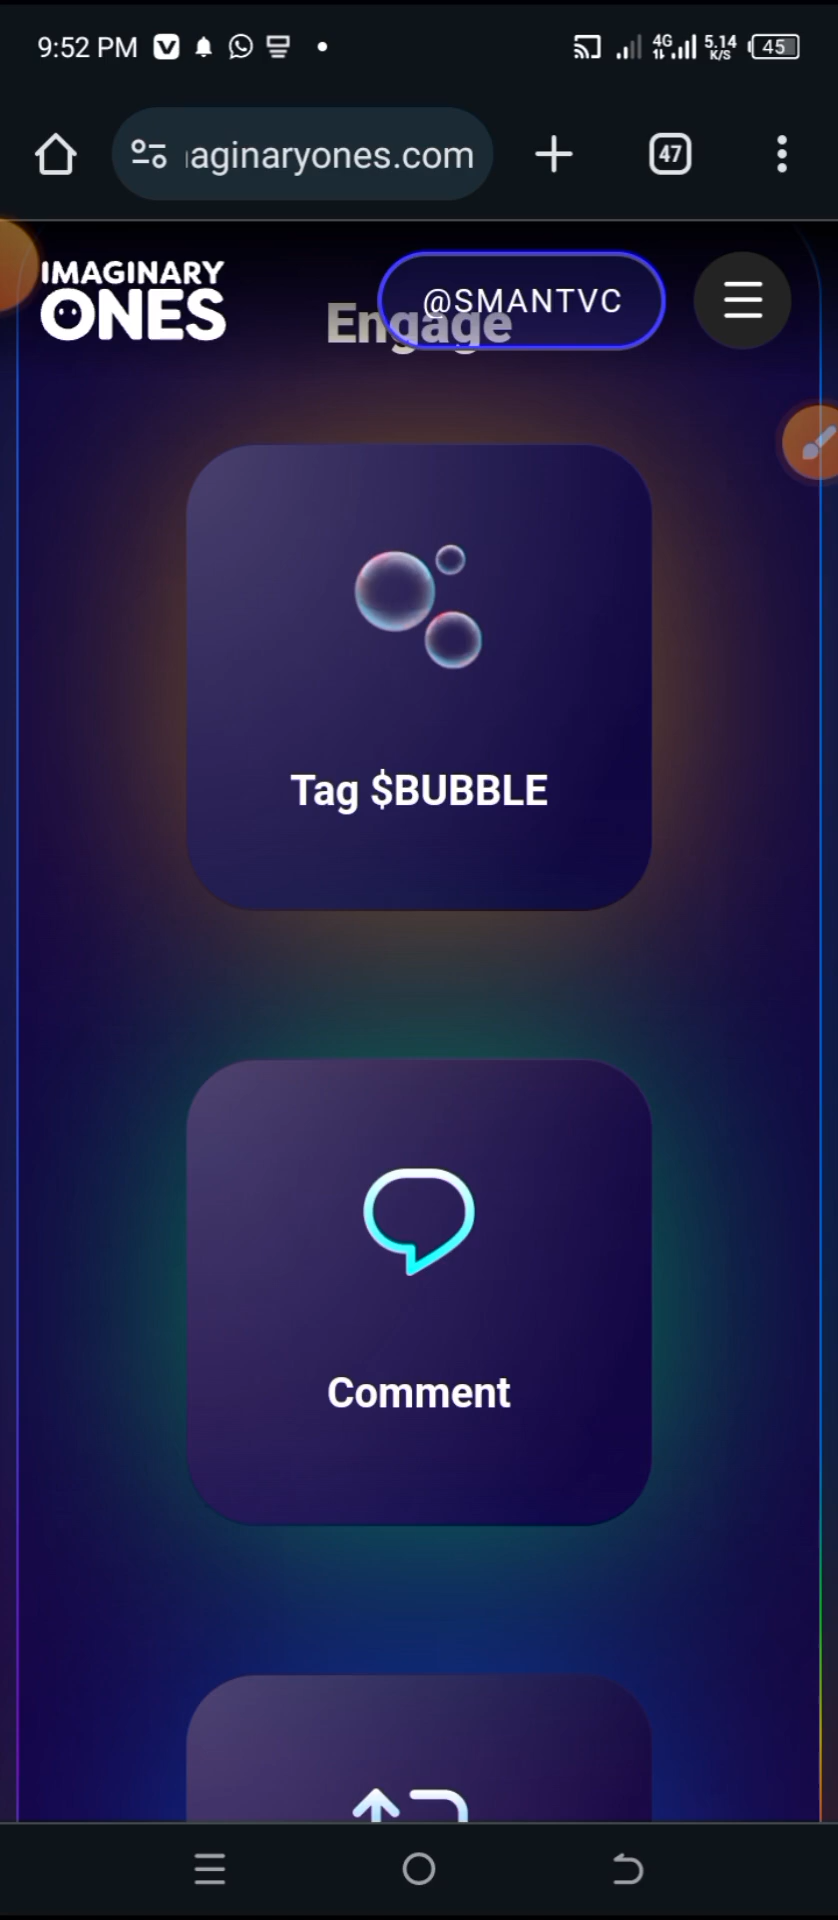 9:52 PM
4G
5.14
K/S
45
aginaryones.com
47
IMAGINARY
ONES
@SMANTVC
Engage
Tag $BUBBLE
Comment